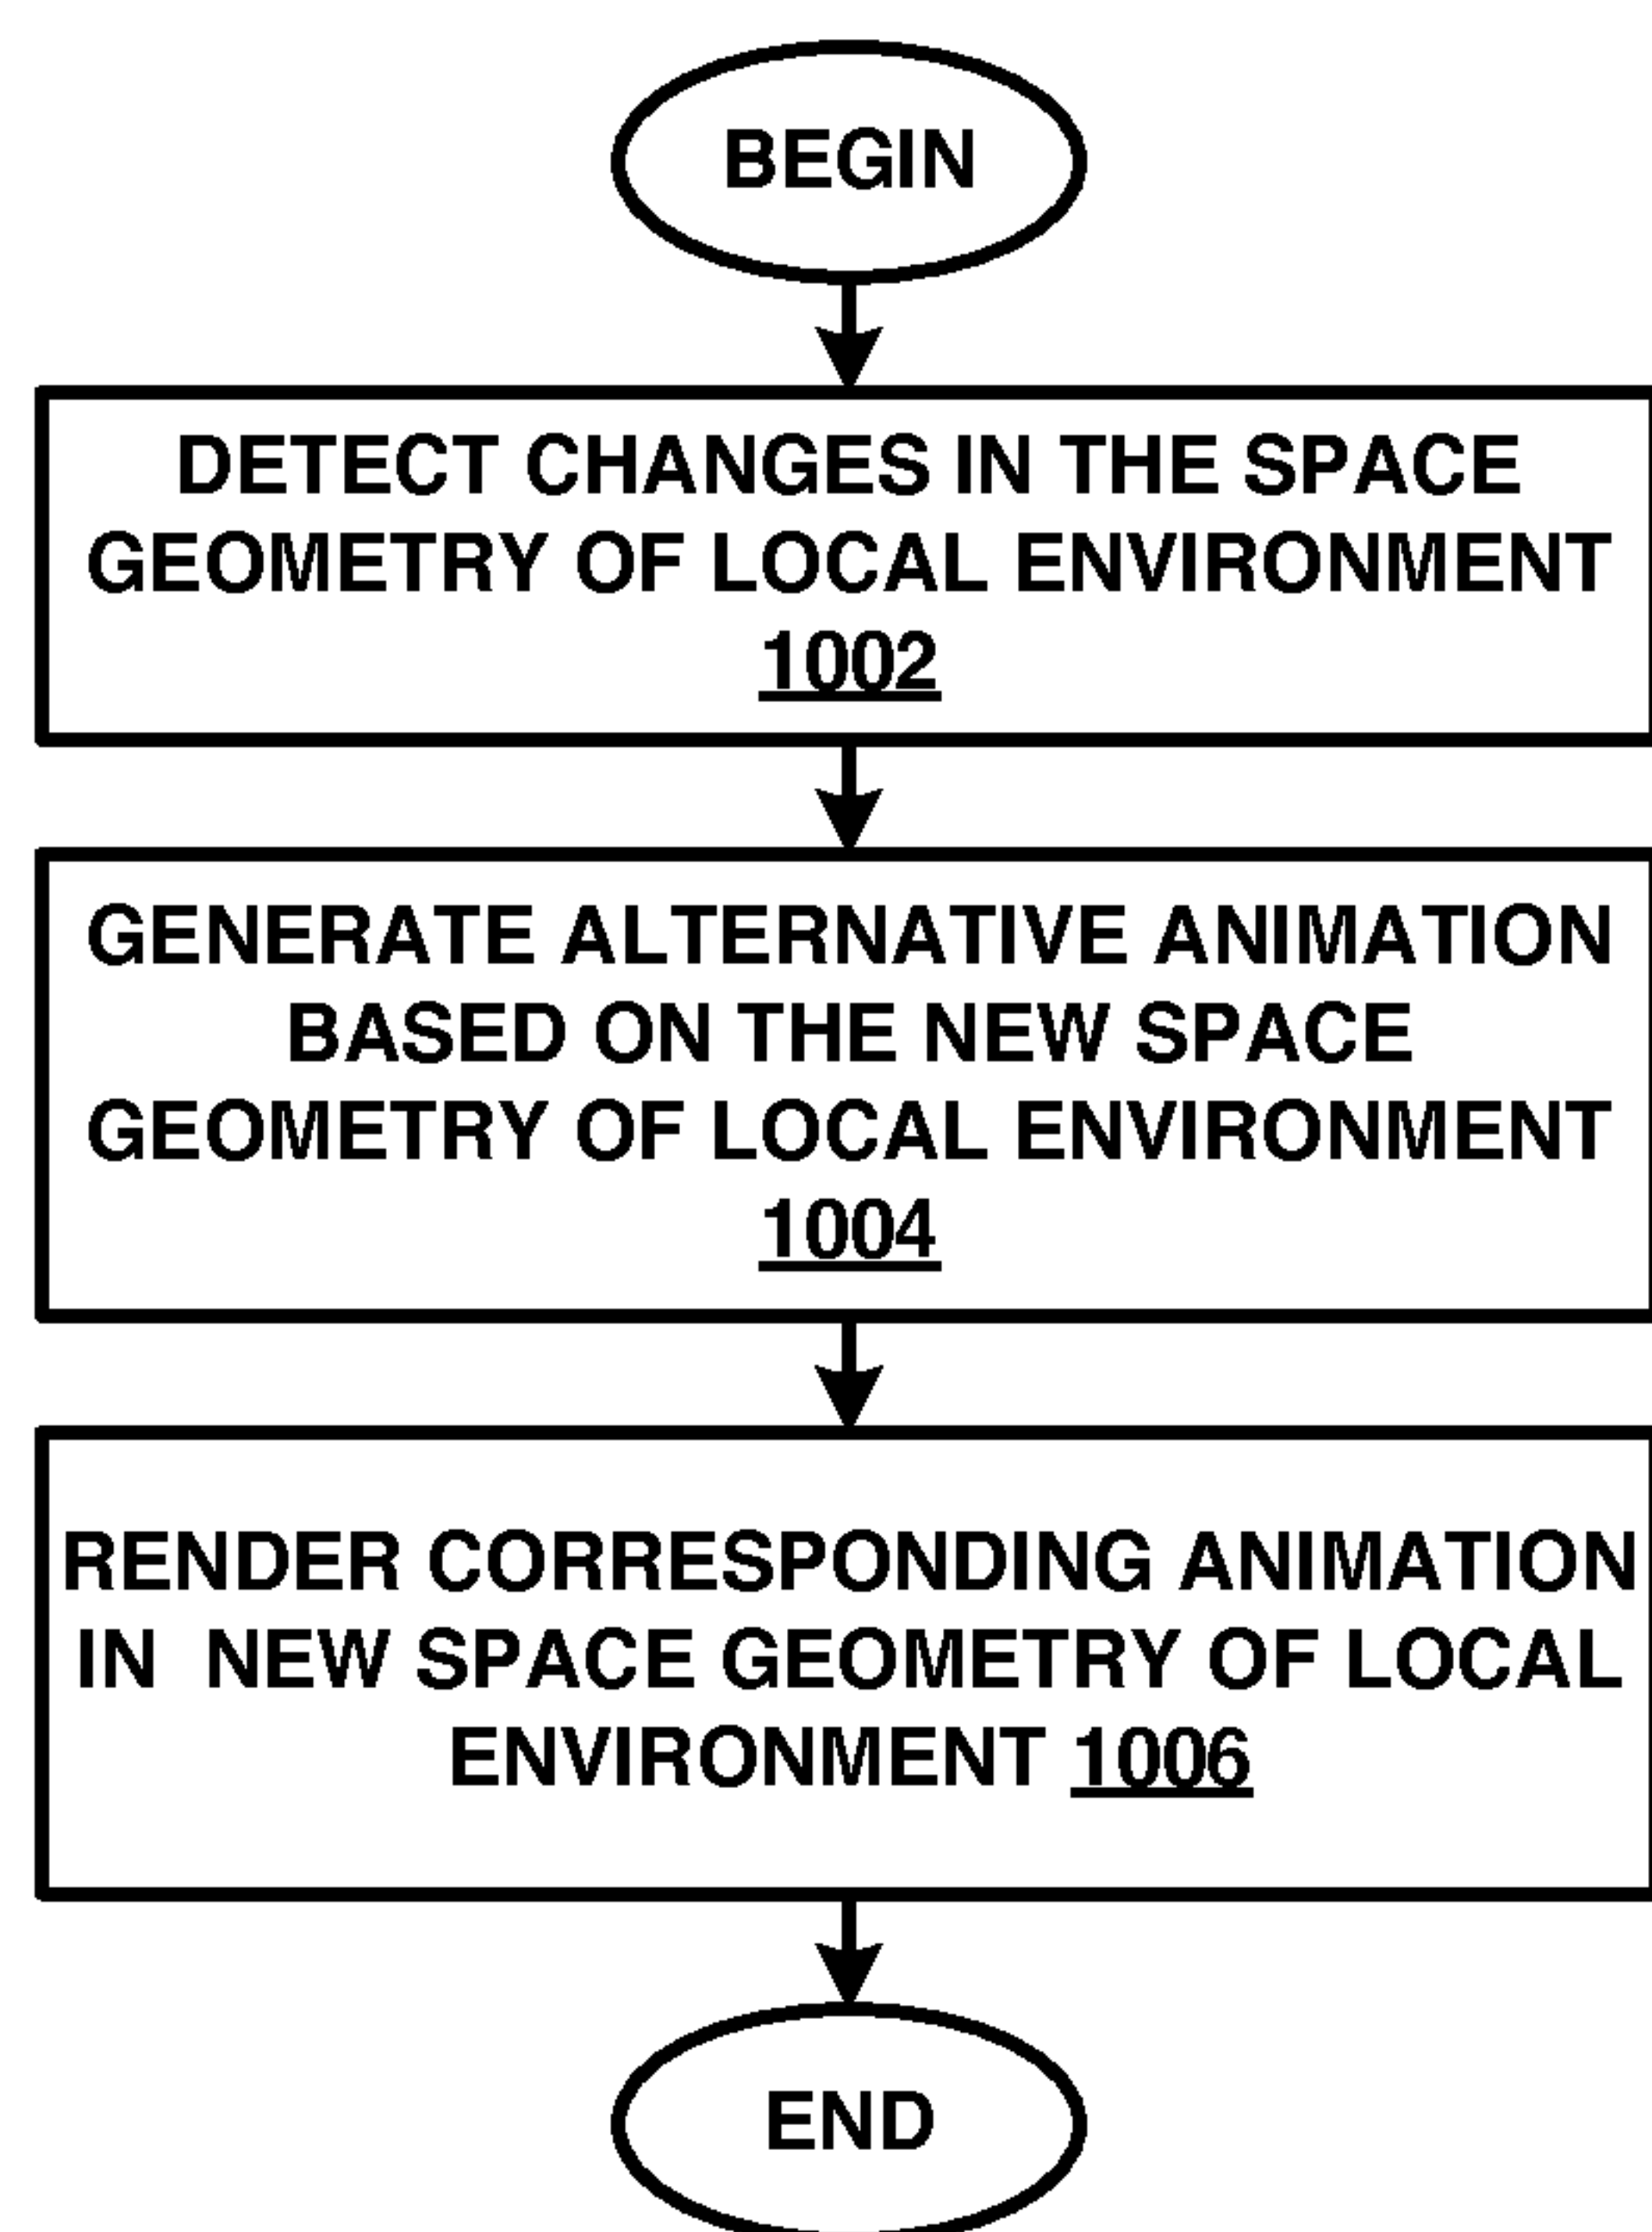 BEGIN
DETECT CHANGES IN THE SPACE
GEOMETRY OF LOCAL ENVIRONMENT
1002
GENERATE ALTERNATIVE ANIMATION
BASED ON THE NEW SPACE
GEOMETRY OF LOCAL ENVIRONMENT
1004
RENDER CORRESPONDING ANIMATION
IN  NEW SPACE GEOMETRY OF LOCAL
ENVIRONMENT 1006
END